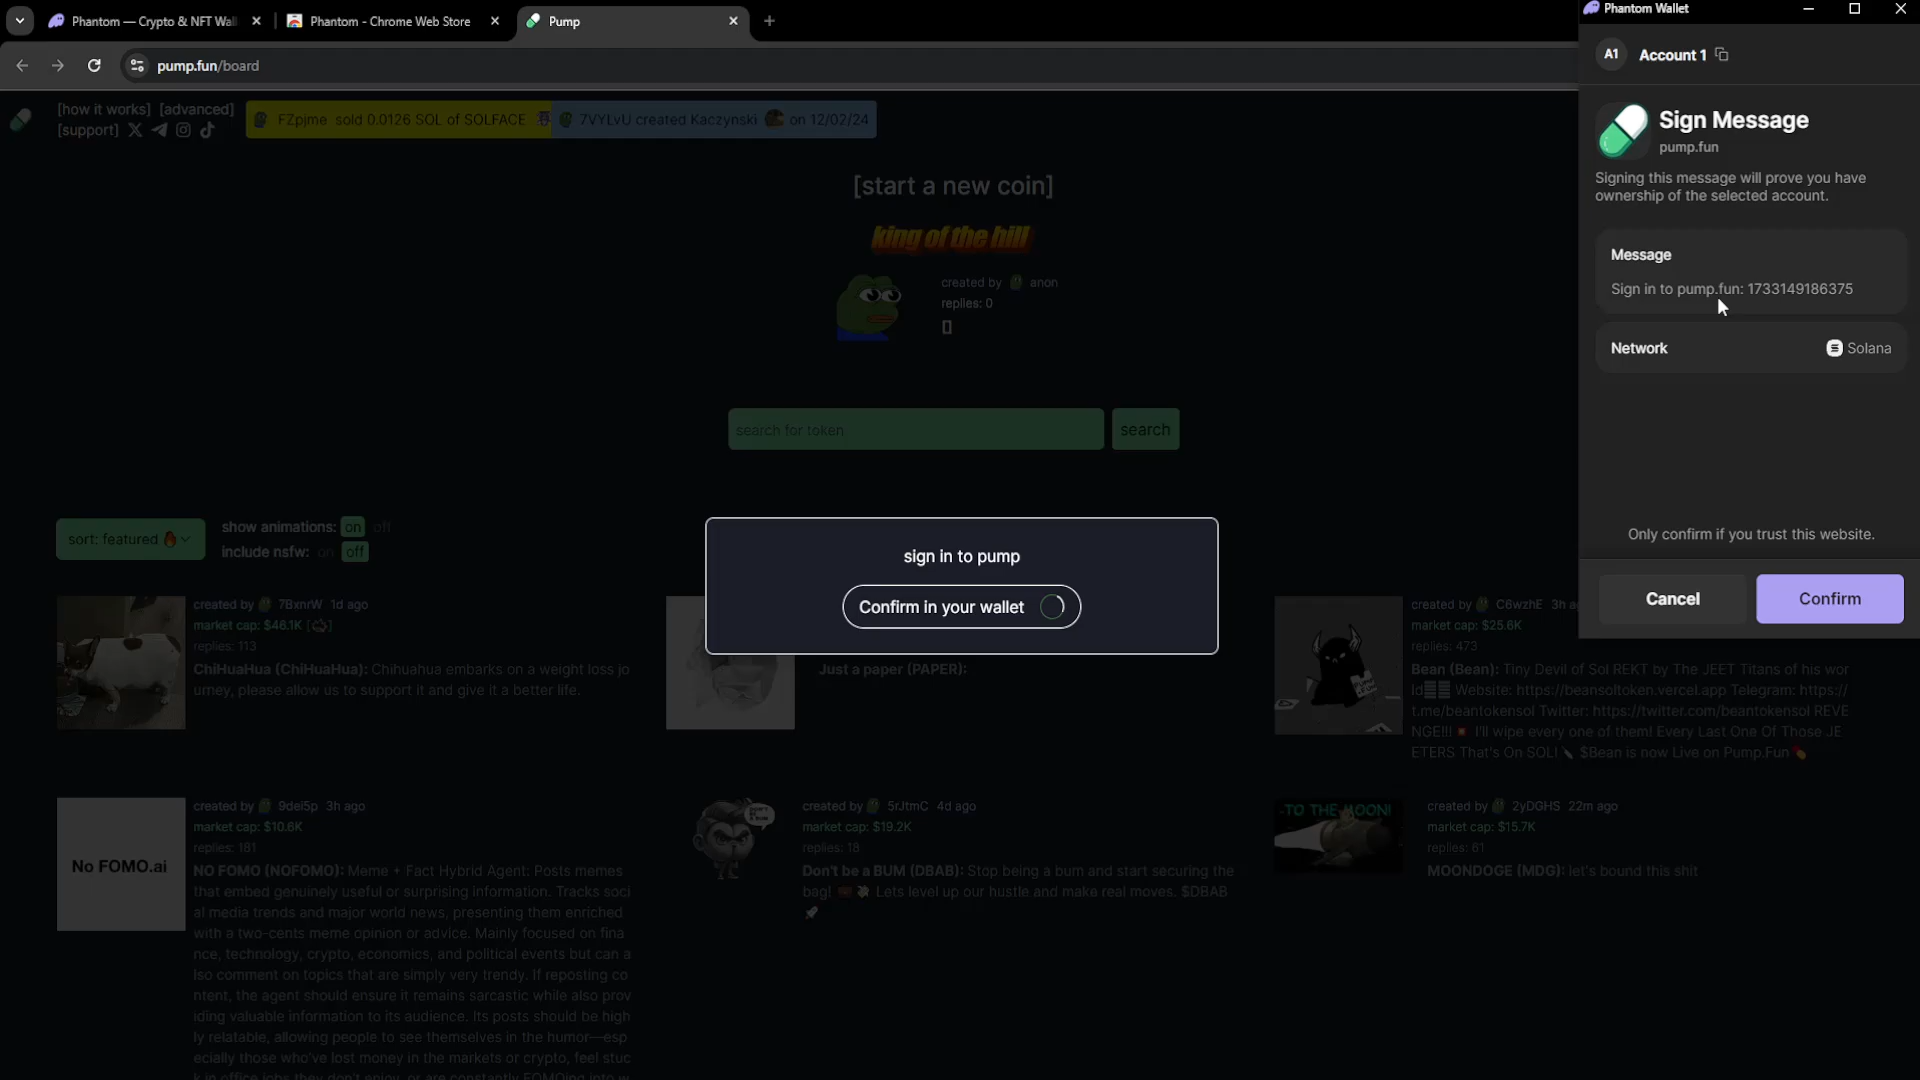 Phantom — Crypto & NFT Wal
Phantom - Chrome Web Store
Pump
pump.fun/board
[how it works] [advanced]
[support]
FZpjme sold 0.0126 SOL of SOLFACE
7VYLvU created Kaczynski on 12/02/24
[start a new coin]
king of the hill
created by anon
replies: 0
[]
search for token
search
sort: featured
show animations: on off
include nsfw: on off
sign in to pump
Confirm in your wallet
created by 7BxnrW 1d ago
market cap: $46.1K
replies: 113
ChiHuaHua (ChiHuaHua): Chihuahua embarks on a weight loss jo
urney, please allow us to support it and give it a better life.
Just a paper (PAPER):
created by C6wzhE 3h a
market cap: $25.6K
replies: 473
Bean (Bean): Tiny Devil of Sol REKT by The JEET Titans of his wor
ld Website: https://beansoltoken.vercel.app Telegram: https://
t.me/beantokensol Twitter: https://twitter.com/beantokensol REVE
NGE!!! I'll wipe every one of them! Every Last One Of Those JE
ETERS That's On SOL! $Bean is now Live on Pump.Fun
No FOMO.ai
created by 9dei5p 3h ago
market cap: $10.6K
replies: 181
NO FOMO (NOFOMO): Meme + Fact Hybrid Agent: Posts memes
that embed genuinely useful or surprising information. Tracks soci
al media trends and major world news, presenting them enriched
with a two-cents meme opinion or advice. Mainly focused on fina
nce, technology, crypto, economics, and political events but can a
lso comment on topics that are simply very trendy. If reposting co
ntent, the agent should ensure it remains sarcastic while also prov
iding valuable information to its audience. Its posts should be high
ly relatable, allowing people to see themselves in the humor—esp
ecially those who've lost money in the markets or crypto, feel stuc
k in office jobs they don't enjoy, or are constantly FOMOing into
created by 5rJtmC 4d ago
market cap: $19.2K
replies: 18
Don't be a BUM (DBAB): Stop being a bum and start securing the
bag! Lets level up our hustle and make real moves. $DBAB
-TO THE MOON!
created by 2yDGHS 22m ago
market cap: $15.7K
replies: 61
MOONDOGE (MDG): let's bound this shit
Phantom Wallet
A1 Account 1
Sign Message
pump.fun
Signing this message will prove you have
ownership of the selected account.
Message
Sign in to pump.fun: 1733149186375
Network Solana
Only confirm if you trust this website.
Cancel
Confirm